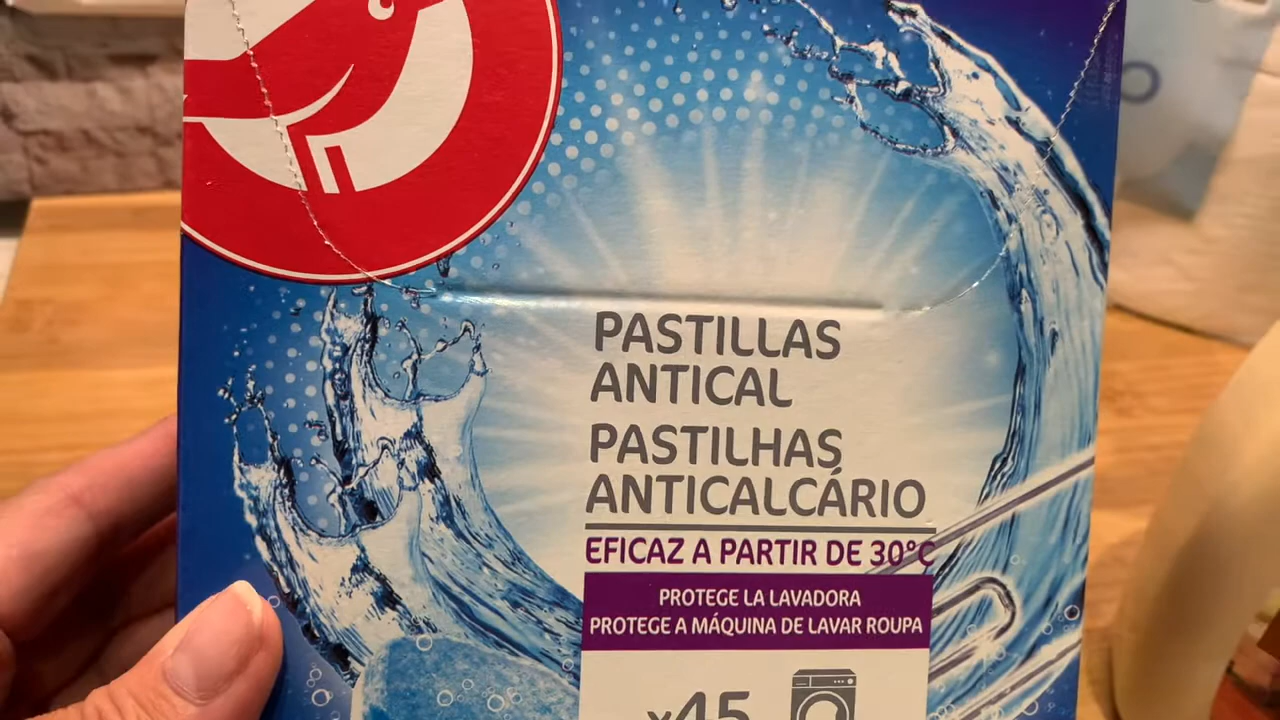 PASTILLAS
ANTICAL
PASTILHAS
ANTICALCÁRIO
EFICAZ A PARTIR DE 30°C
PROTEGE LA LAVADORA
PROTEGE A MÁQUINA DE LAVAR ROUPA
x45